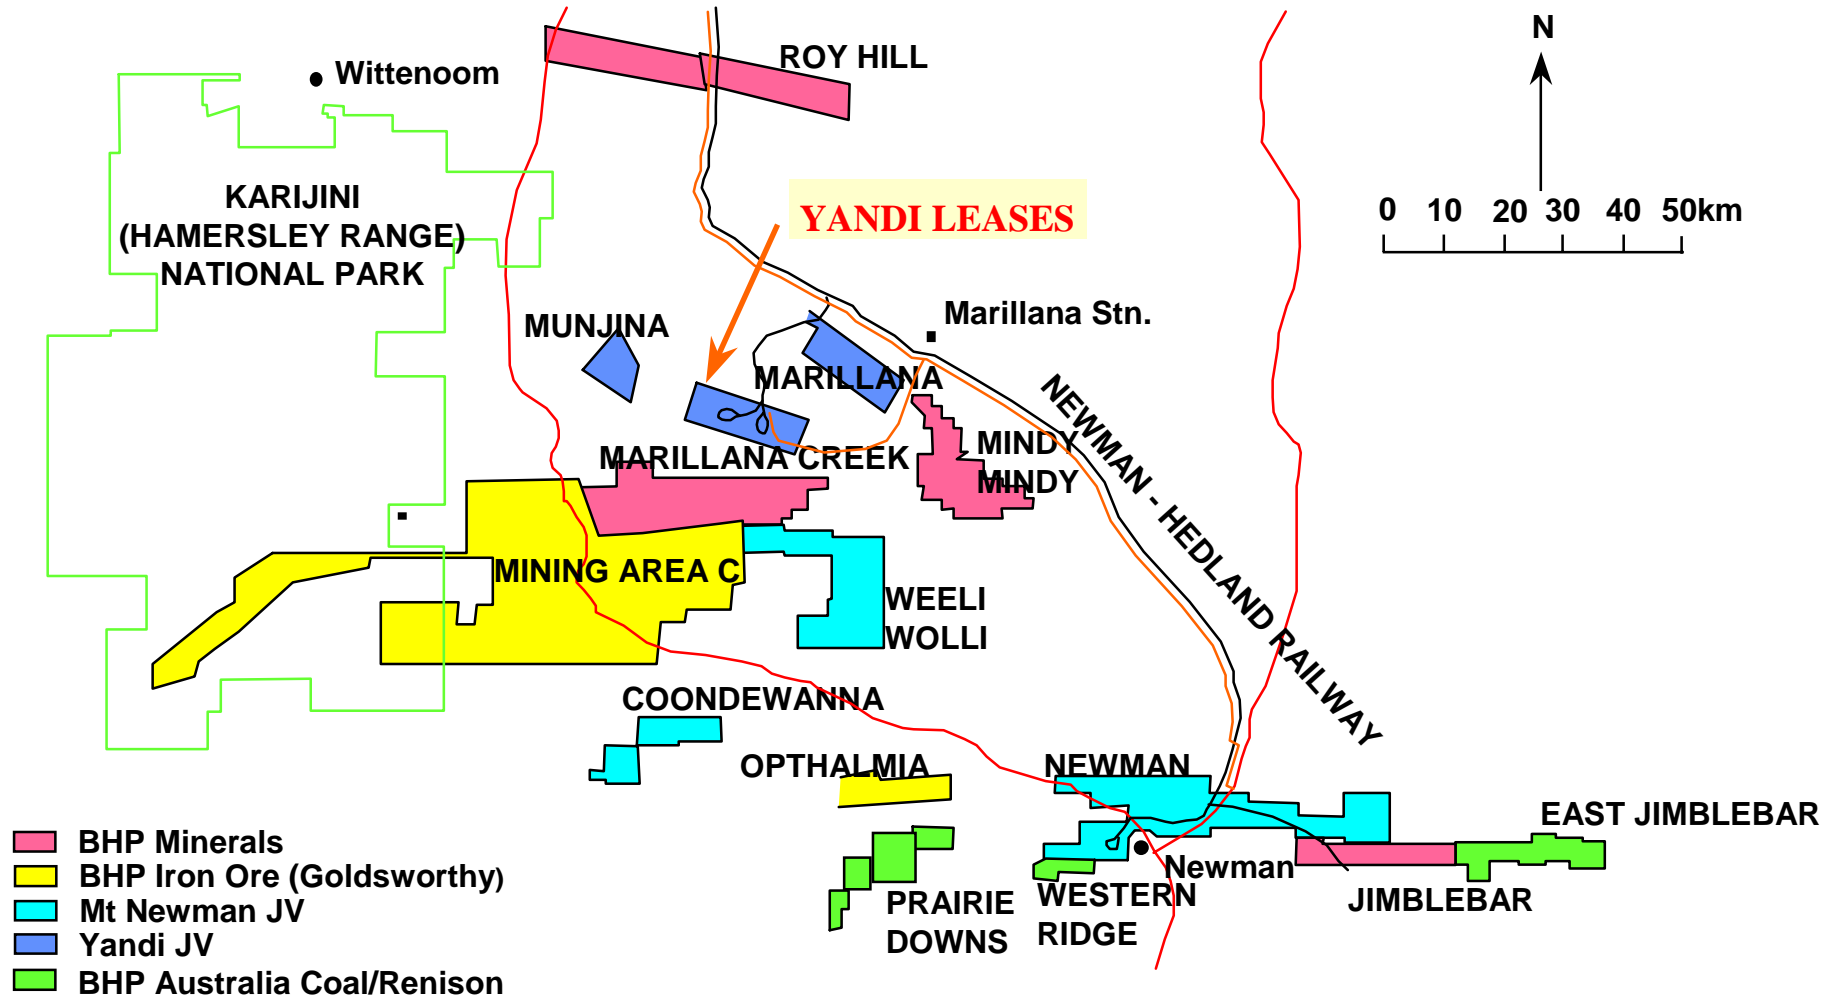 ROY HILL
N
Wittenoom
KARIJINI
(HAMERSLEY RANGE)
NATIONAL PARK
YANDI LEASES
0 10 20 30 40 50km
MUNJINA
Marillana Stn.
MARILLANA
MARILLANA CREEK
MINDY
MINDY
NEWMAN - HEDLAND RAILWAY
MINING AREA C
WEELI
WOLLI
COONDEWANNA
OPTHALMIA
NEWMAN
EAST JIMBLEBAR
Newman
WESTERN
RIDGE
JIMBLEBAR
PRAIRIE
DOWNS
BHP Minerals
BHP Iron Ore (Goldsworthy)
Mt Newman JV
Yandi JV
BHP Australia Coal/Renison